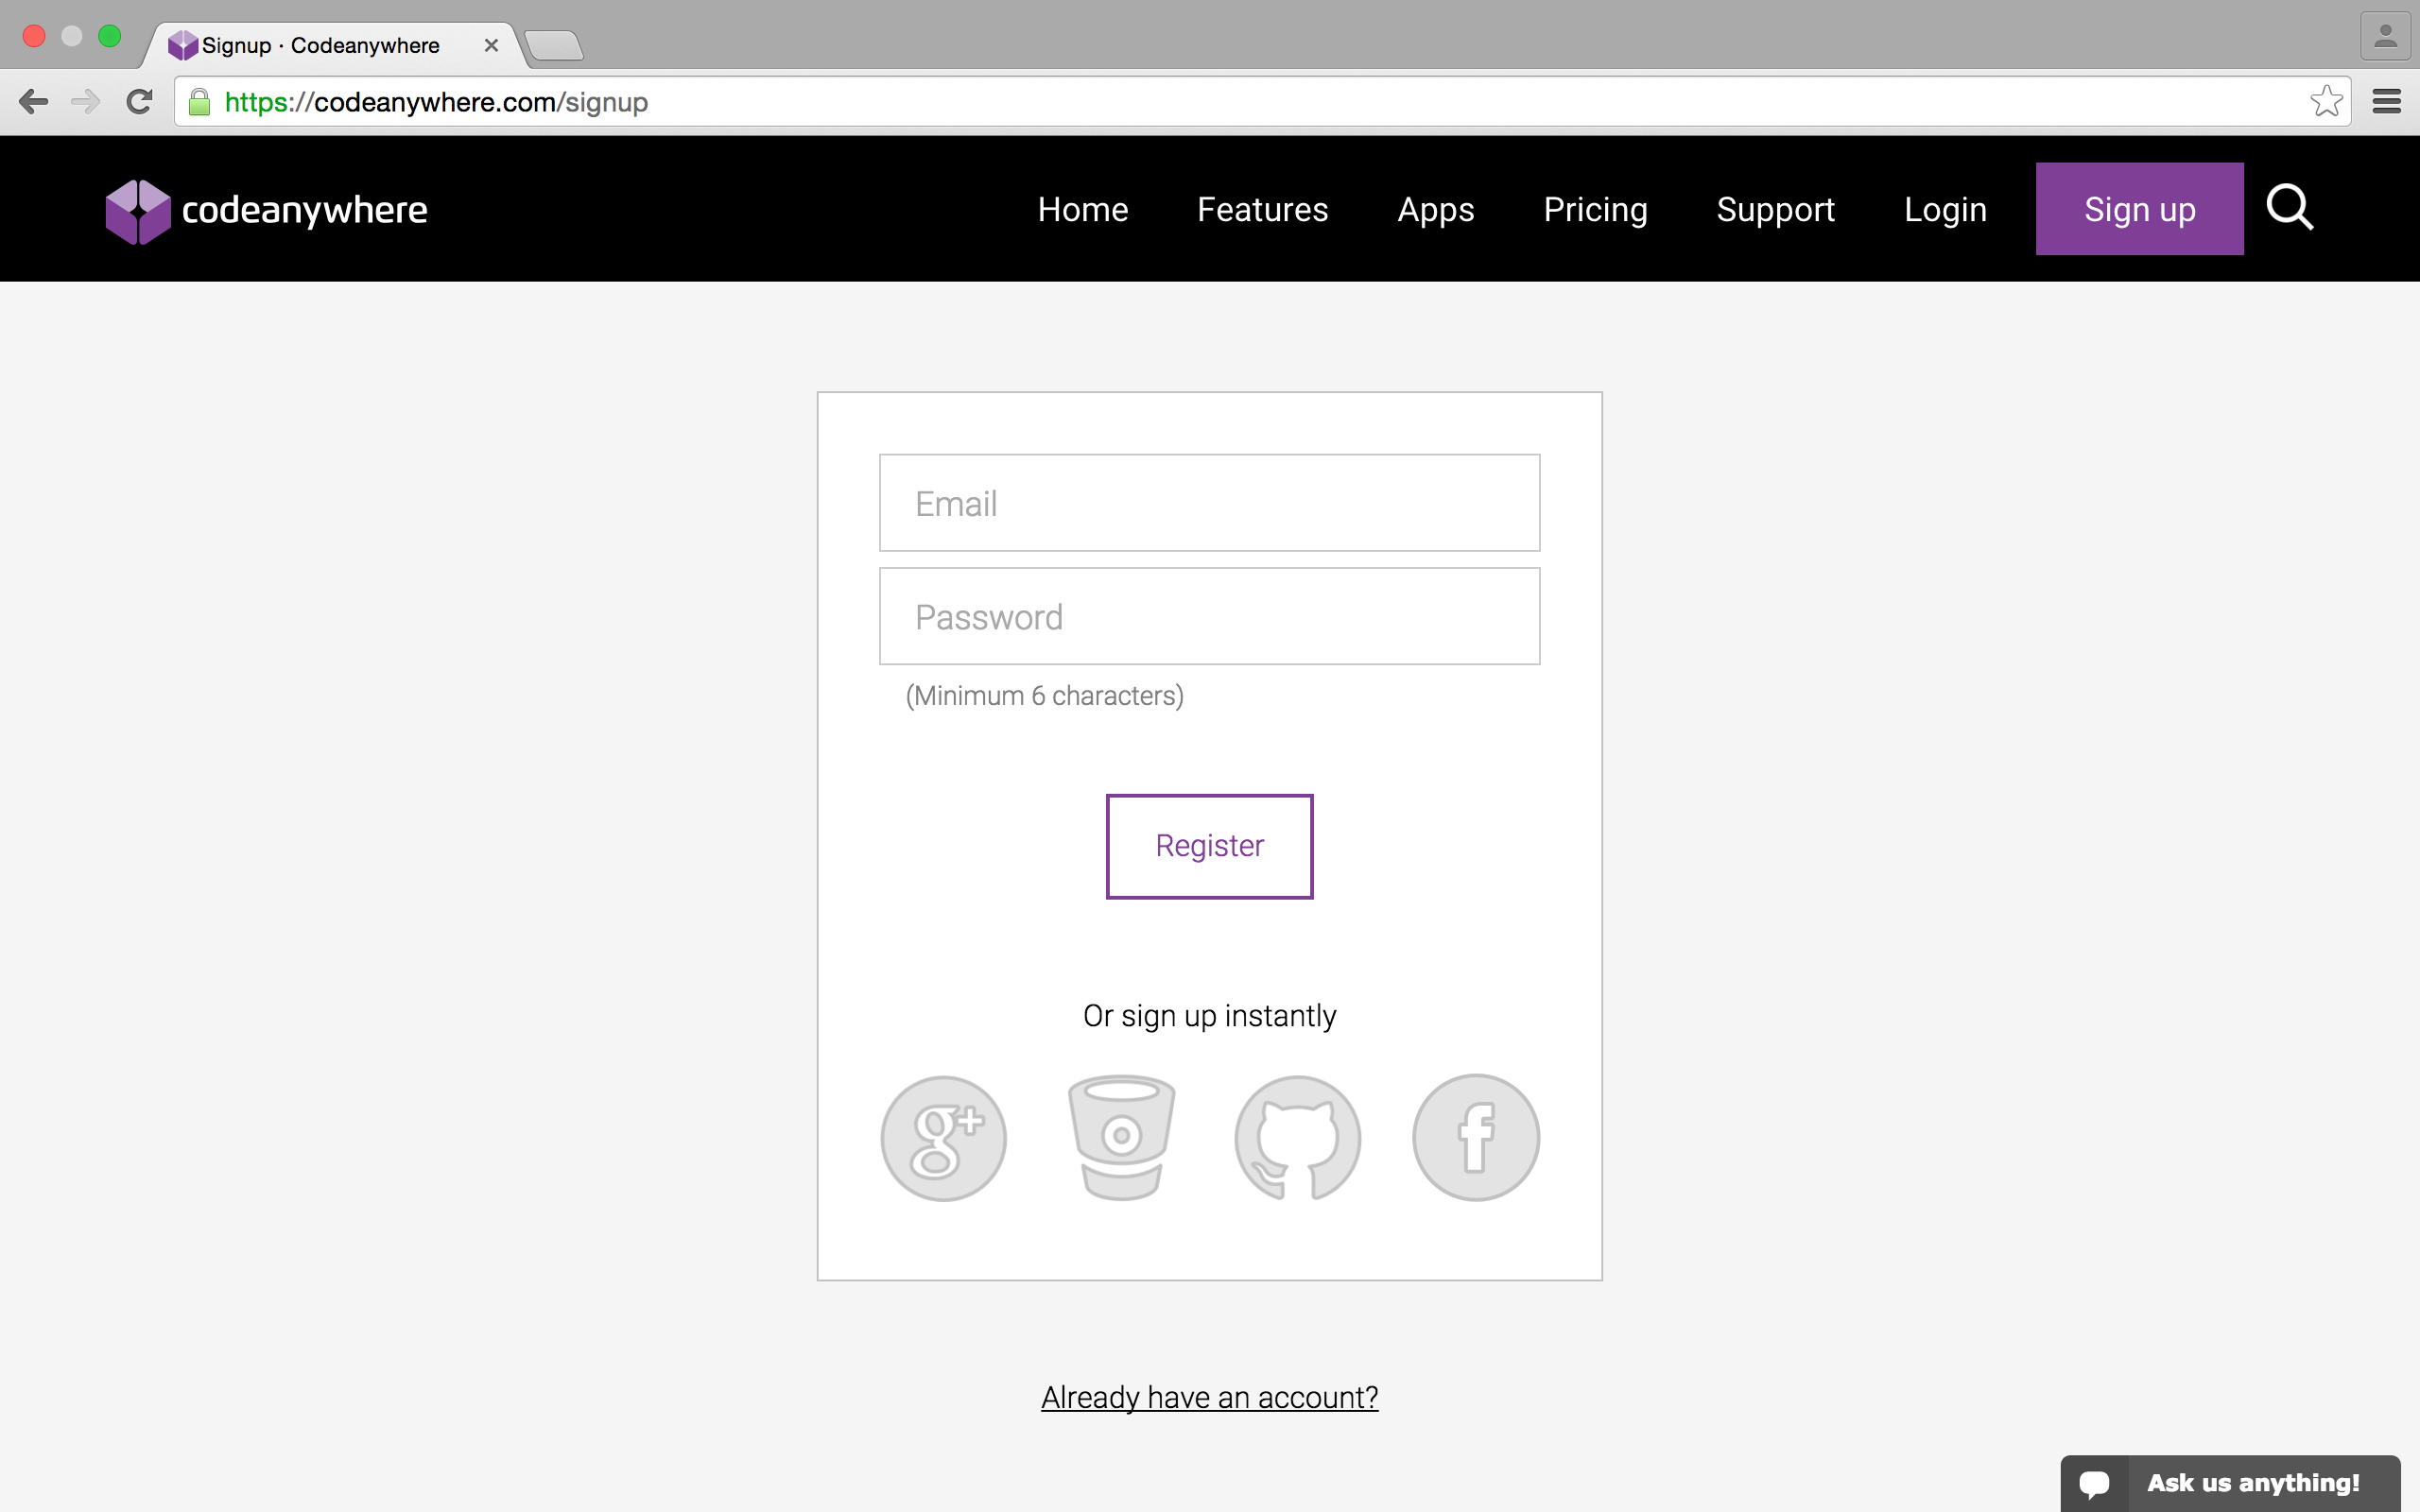 Signup · Codeanywhere
https://codeanywhere.com/signup
codeanywhere
Home Features Apps Pricing Support Login Sign up
Email
Password
(Minimum 6 characters)
Register
Or sign up instantly
g+ f
Already have an account?
Ask us anything!